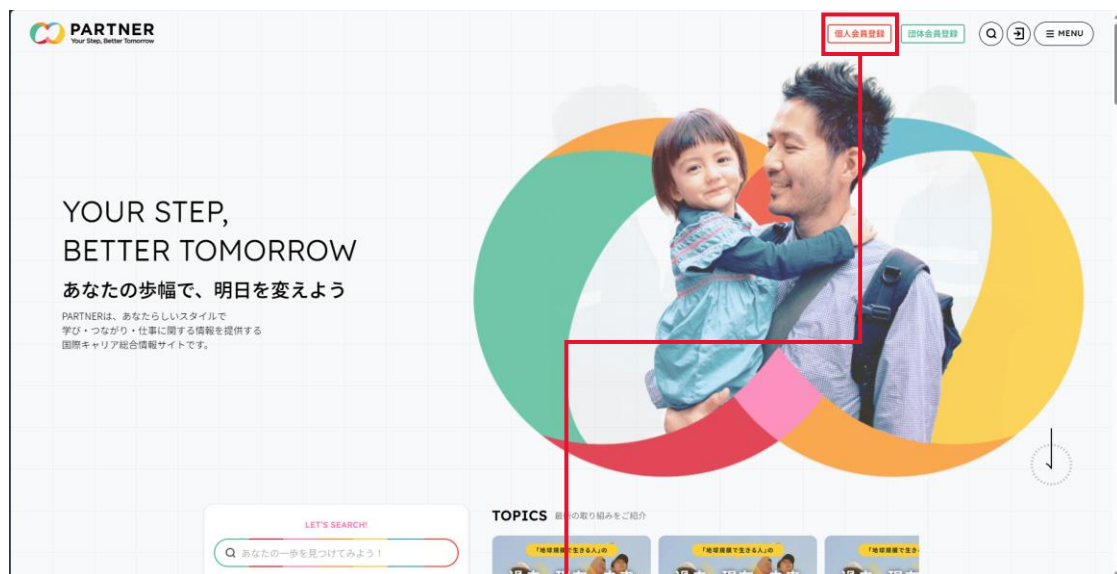 PARTNER
Your Step, Better Tomorrow
個人会員登録
団体会員登録
MENU
YOUR STEP,
BETTER TOMORROW
あなたの歩幅で、明日を変えよう
PARTNERは、あなたらしいスタイルで
学び・つながり・仕事に関する情報を提供する
国際キャリア総合情報サイトです。
LET'S SEARCH!
あなたの一歩を見つけてみよう！
TOPICS
の取り組みをご紹介
「地球規模で生きる人」の
「地球規模で生きる人」の
「地球規模で生き